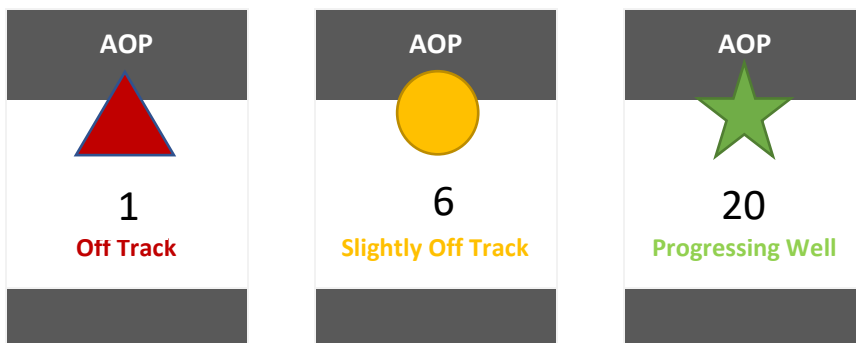 AOP
1
Off Track
AOP
6
Slightly Off Track
AOP
20
Progressing Well